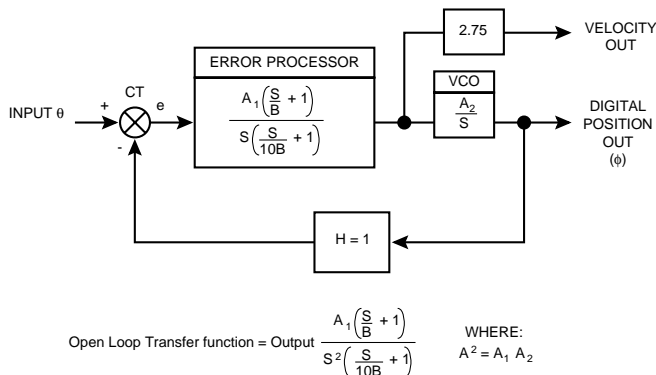 2.75
VELOCITY
OUT
ERROR PROCESSOR
A₁(S/B + 1)
S(S/10B + 1)
VCO
A₂
S
CT
INPUT θ
+
e
-
DIGITAL
POSITION
OUT
(ϕ)
H = 1
Open Loop Transfer function = Output A₁(S/B + 1)
S²(S/10B + 1)
WHERE:
A² = A₁ A₂